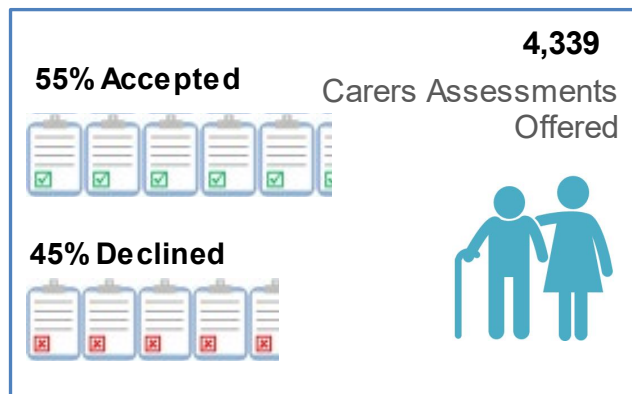 4,339
Carers Assessments
Offered
55% Accepted
45% Declined